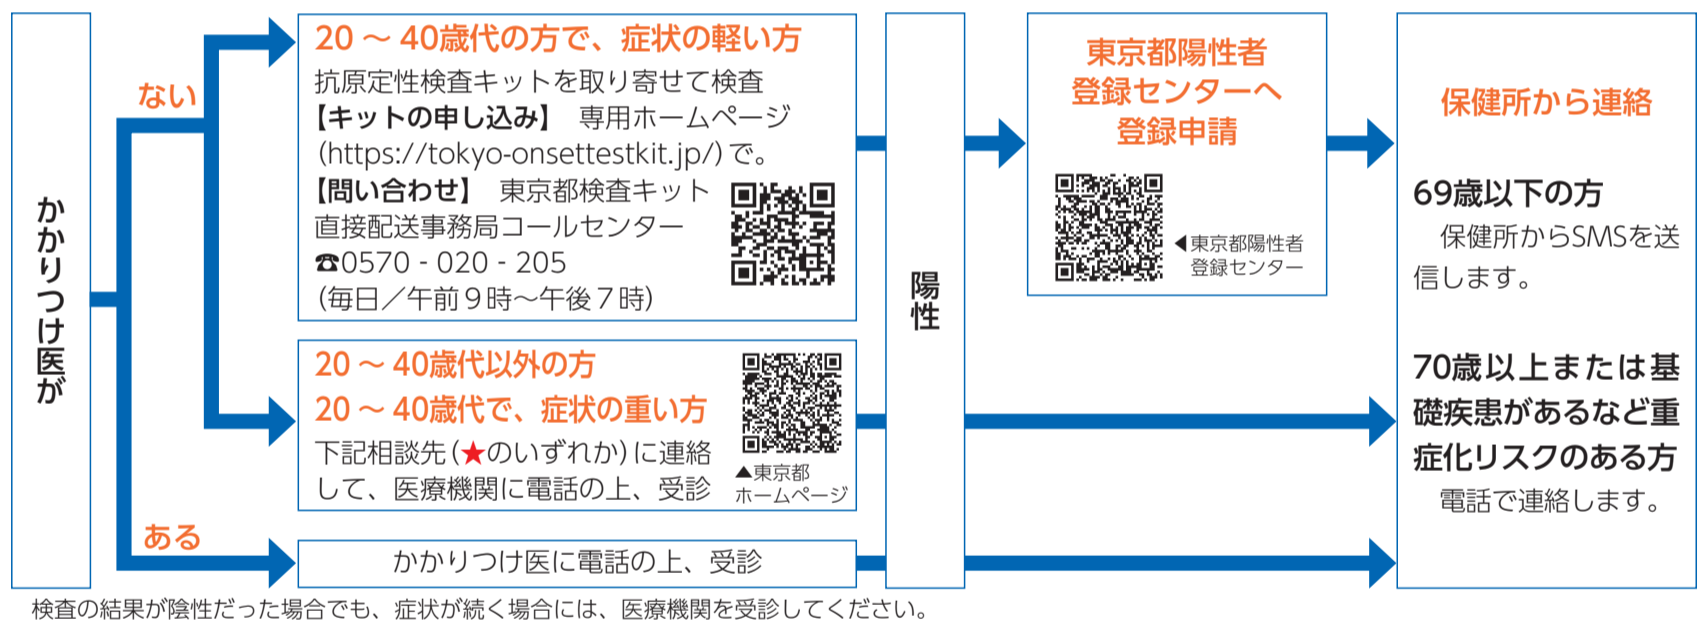 かかりつけ医が
ない
ある
20 〜 40歳代の方で、症状の軽い方
抗原定性検査キットを取り寄せて検査
【キットの申し込み】 専用ホームページ
(https://tokyo-onsettestkit.jp/)で。
【問い合わせ】 東京都検査キット
直接配送事務局コールセンター
☎0570 - 020 - 205
(毎日／午前９時〜午後７時)
20 〜 40歳代以外の方
20 〜 40歳代で、症状の重い方
下記相談先(★のいずれか)に連絡
して、医療機関に電話の上、受診
▲東京都
ホームページ
かかりつけ医に電話の上、受診
陽性
東京都陽性者
登録センターへ
登録申請
◀東京都陽性者
登録センター
保健所から連絡
69歳以下の方
保健所からSMSを送
信します。
70歳以上または基
礎疾患があるなど重
症化リスクのある方
電話で連絡します。
検査の結果が陰性だった場合でも、症状が続く場合には、医療機関を受診してください。